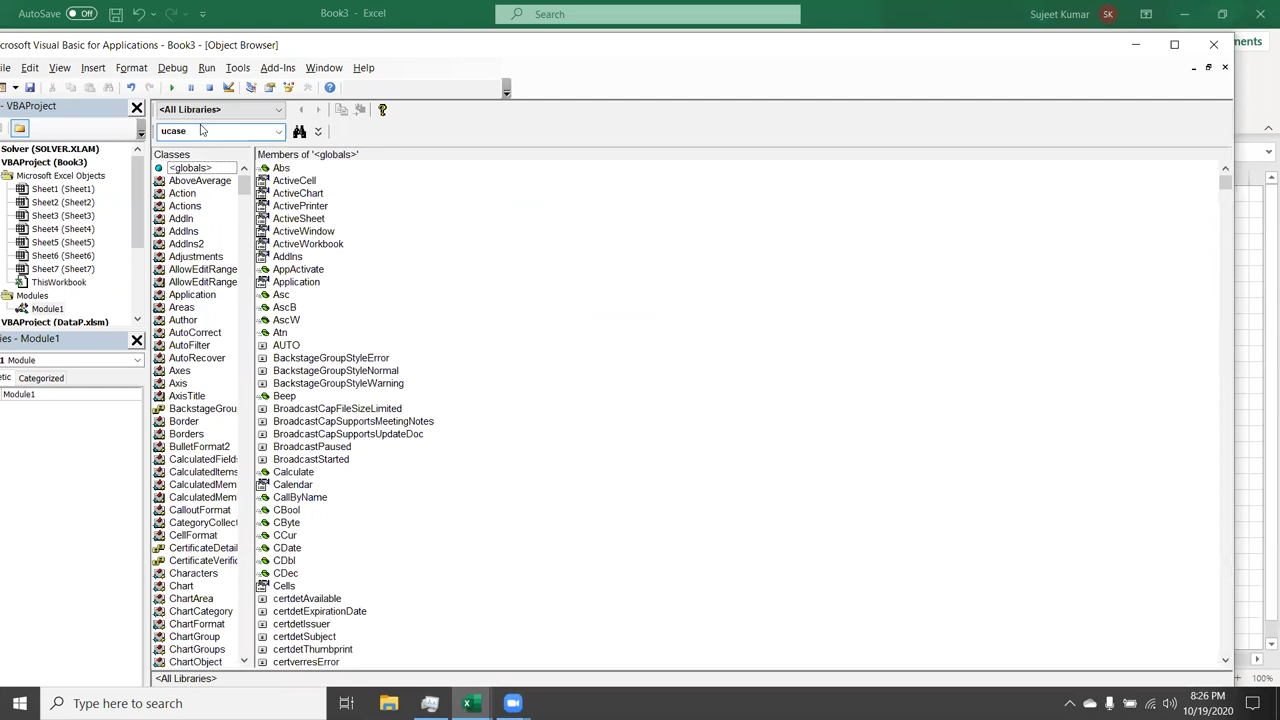 AutoSave Off Book3 - Excel Search Sujeet Kumar SK
crosoft Visual Basic for Applications - Book3 - [Object Browser] ments
ile Edit View Insert Format Debug Run Tools Add-Ins Window Help
- VBAProject
<All Libraries>
ucase
Classes Members of '<globals>'
Solver (SOLVER.XLAM)
VBAProject (Book3)
Microsoft Excel Objects
Sheet1 (Sheet1)
Sheet2 (Sheet2)
Sheet3 (Sheet3)
Sheet4 (Sheet4)
Sheet5 (Sheet5)
Sheet6 (Sheet6)
Sheet7 (Sheet7)
ThisWorkbook
Modules
Module1
VBAProject (DataP.xlsm)
ies - Module1
1 Module
etic Categorized
Module1
<globals>
AboveAverage
Action
Actions
AddIn
AddIns
AddIns2
Adjustments
AllowEditRange
AllowEditRange
Application
Areas
Author
AutoCorrect
AutoFilter
AutoRecover
Axes
Axis
AxisTitle
BackstageGrou
Border
Borders
BulletFormat2
CalculatedField
CalculatedItems
CalculatedMem
CalculatedMem
CalloutFormat
CategoryCollect
CellFormat
CertificateDetail
CertificateVerific
Characters
Chart
ChartArea
ChartCategory
ChartFormat
ChartGroup
ChartGroups
ChartObject
Abs
ActiveCell
ActiveChart
ActivePrinter
ActiveSheet
ActiveWindow
ActiveWorkbook
AddIns
AppActivate
Application
Asc
AscB
AscW
Atn
AUTO
BackstageGroupStyleError
BackstageGroupStyleNormal
BackstageGroupStyleWarning
Beep
BroadcastCapFileSizeLimited
BroadcastCapSupportsMeetingNotes
BroadcastCapSupportsUpdateDoc
BroadcastPaused
BroadcastStarted
Calculate
Calendar
CallByName
CBool
CByte
CCur
CDate
CDbl
CDec
Cells
certdetAvailable
certdetExpirationDate
certdetIssuer
certdetSubject
certdetThumbprint
certverresError
<All Libraries>
100%
Type here to search
8:26 PM
10/19/2020